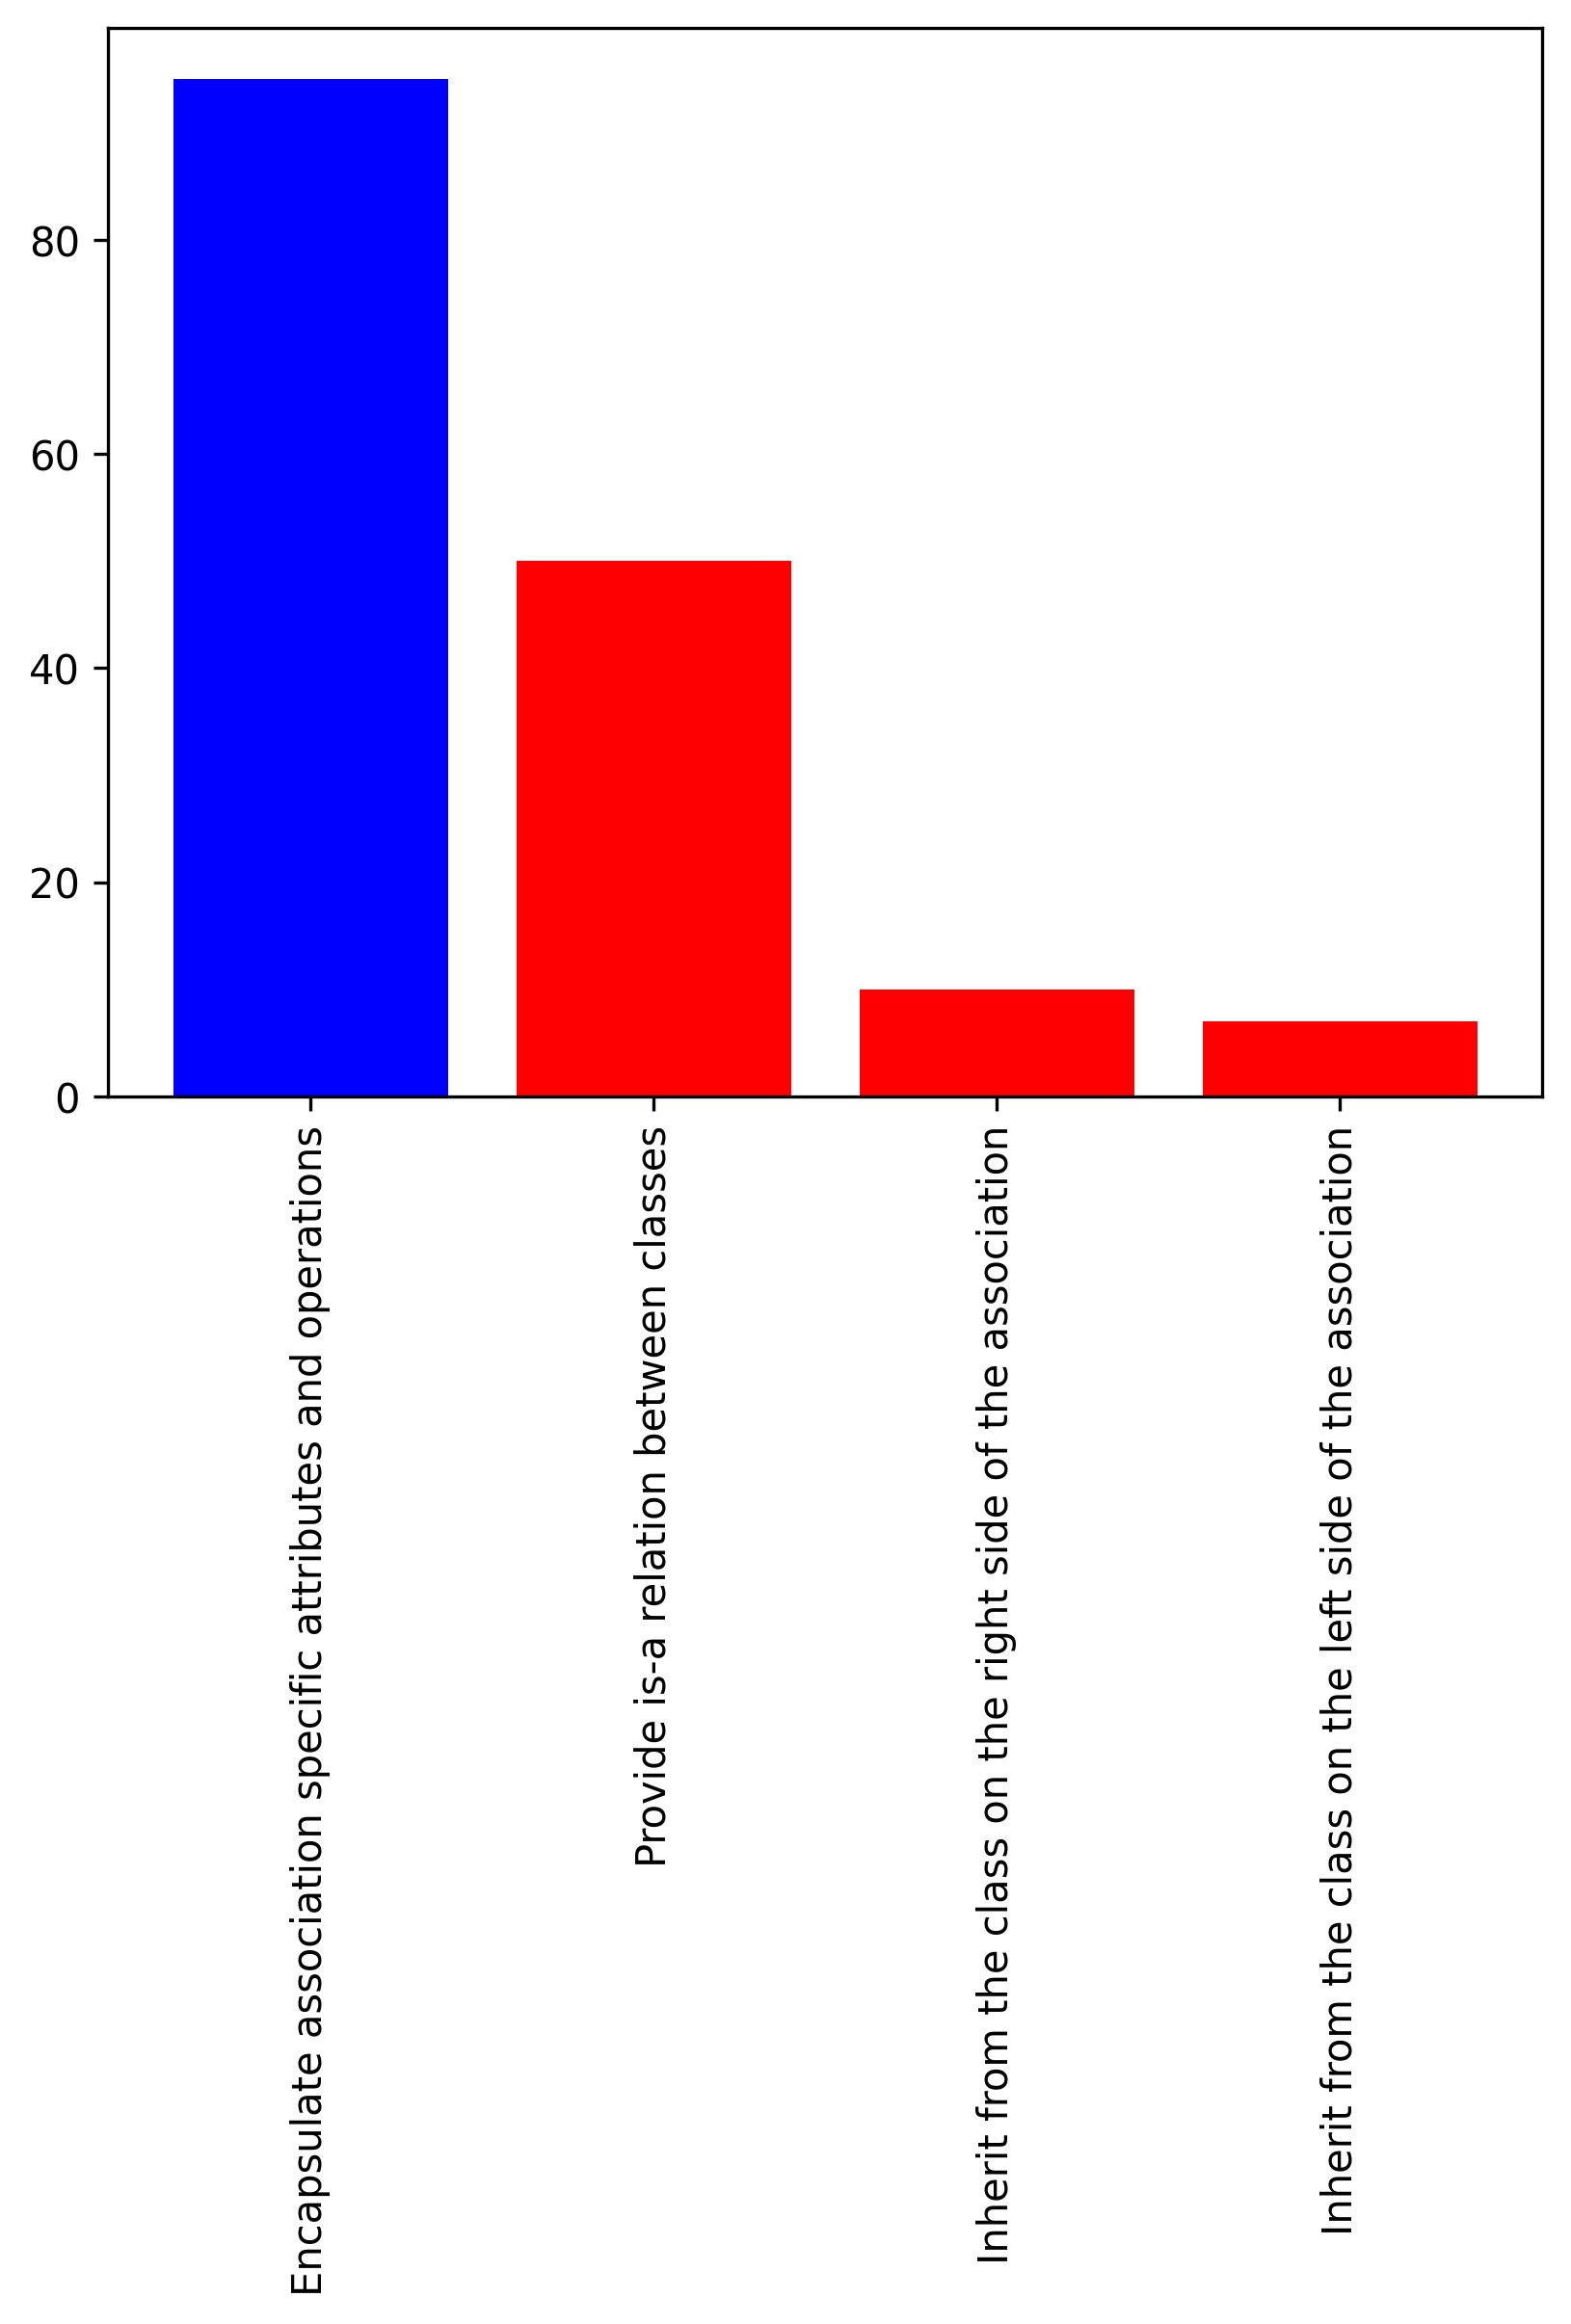 80
60
40
20
0
Encapsulate association specific attributes and operations
Provide is-a relation between classes
Inherit from the class on the right side of the association
Inherit from the class on the left side of the association